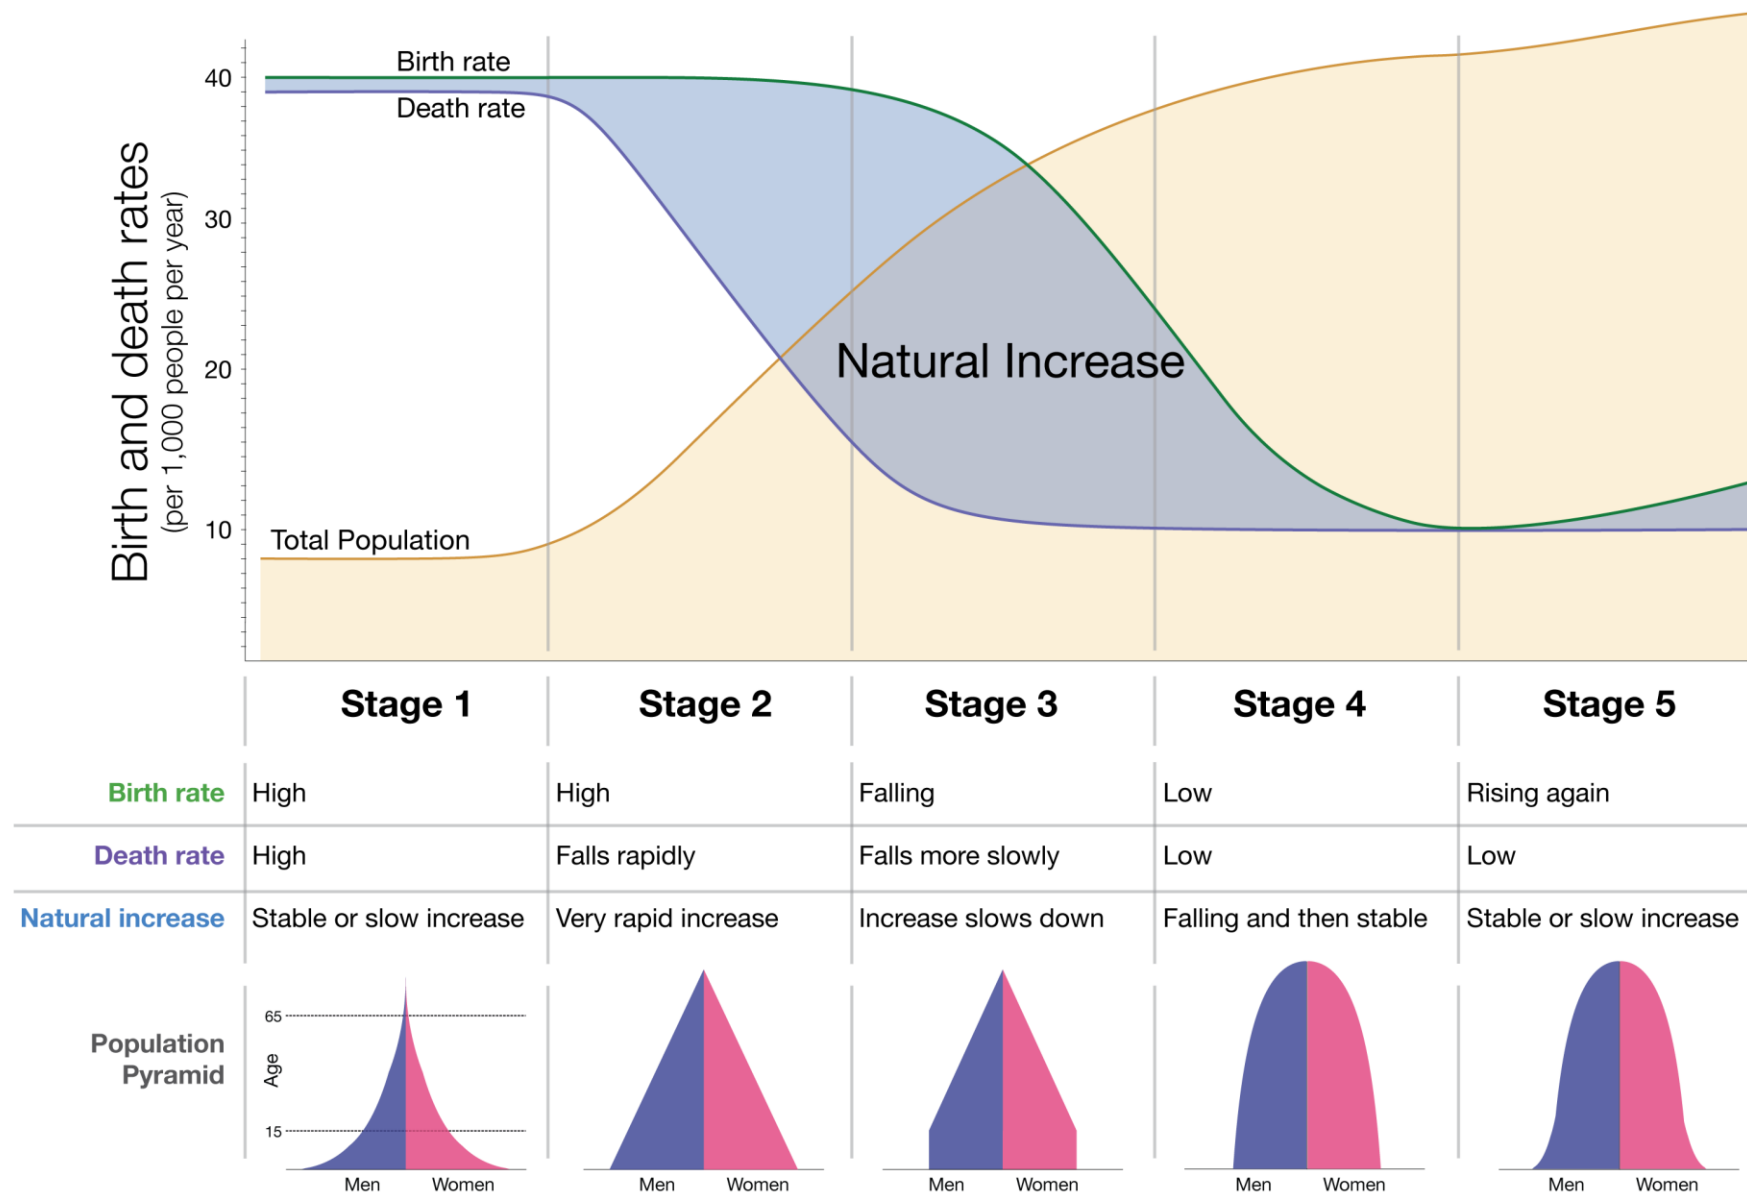 Birth rate
Death rate
Total Population
Natural Increase
Birth and death rates
(per 1,000 people per year)
40
30
20
10
Stage 1
Stage 2
Stage 3
Stage 4
Stage 5
Birth rate
High
High
Falling
Low
Rising again
Death rate
High
Falls rapidly
Falls more slowly
Low
Low
Natural increase
Stable or slow increase
Very rapid increase
Increase slows down
Falling and then stable
Stable or slow increase
Population
Pyramid
Age
65
15
Men
Women
Men
Women
Men
Women
Men
Women
Men
Women